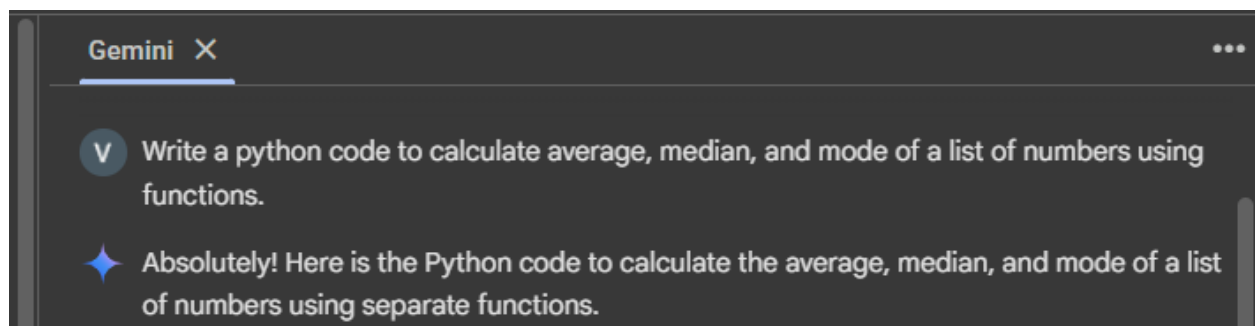 Gemini
V
Write a python code to calculate average, median, and mode of a list of numbers using
functions.
Absolutely! Here is the Python code to calculate the average, median, and mode of a list
of numbers using separate functions.